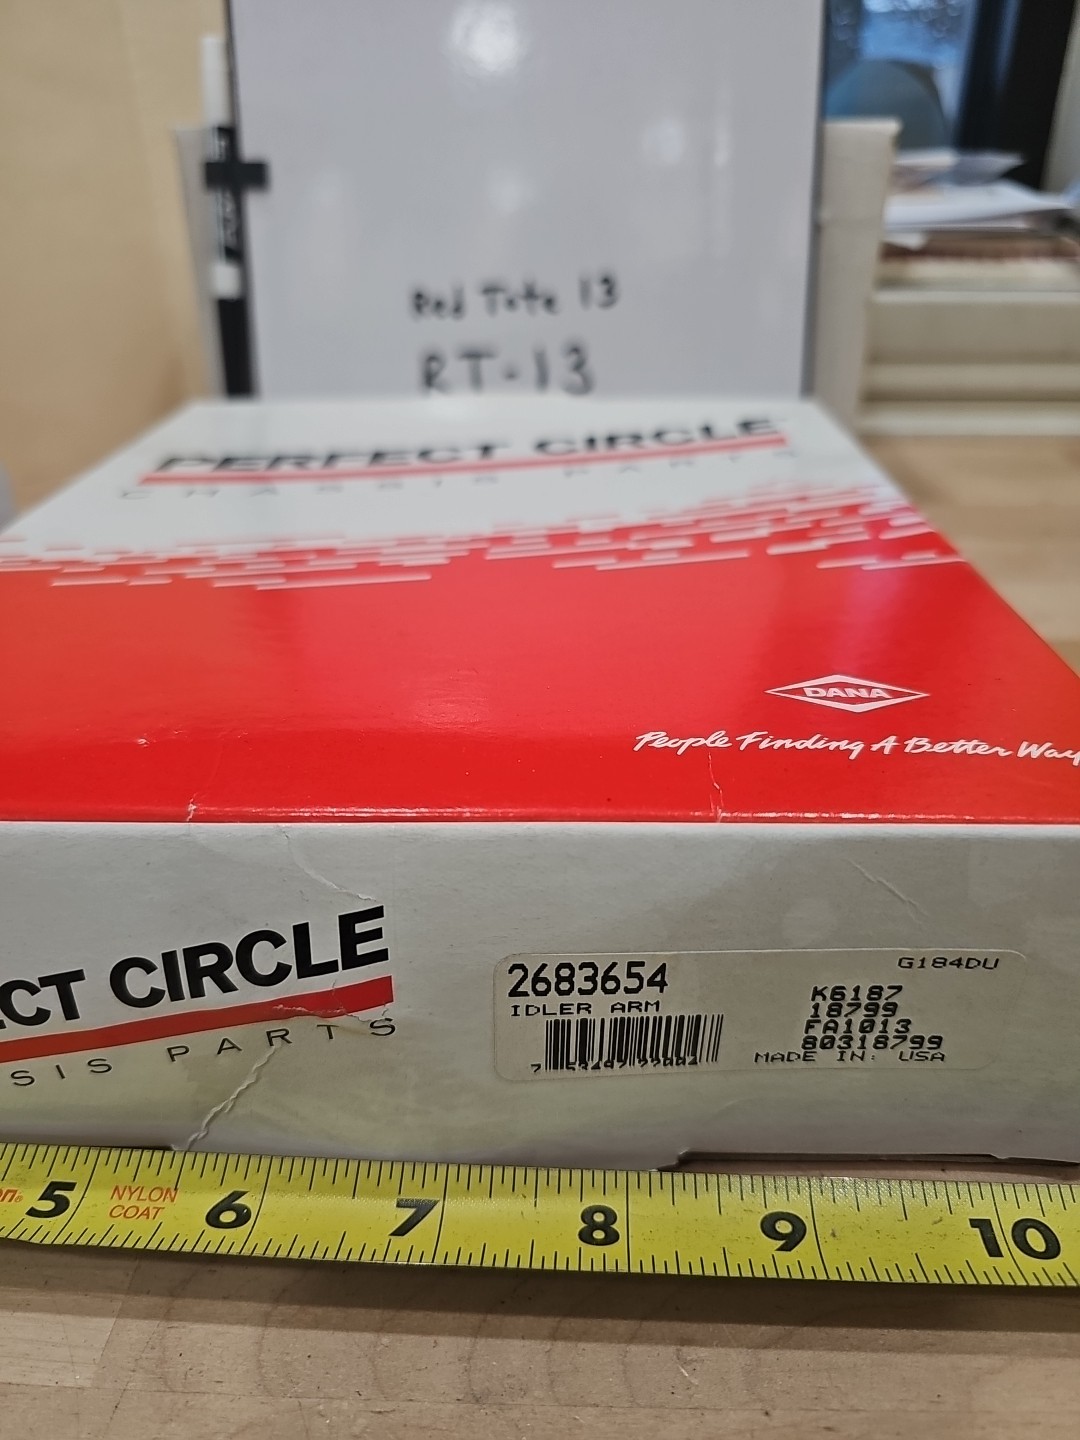 Red Tote 13
RT-13
PERFECT CIRCLE
CHASSIS PARTS
DANA
People Finding A Better Way
ECT CIRCLE
SIS PARTS
2683654
IDLER ARM
G184DU
K6187
18799
FA1013
80318799
MADE IN: USA
5 NYLON COAT 6 7 8 9 10